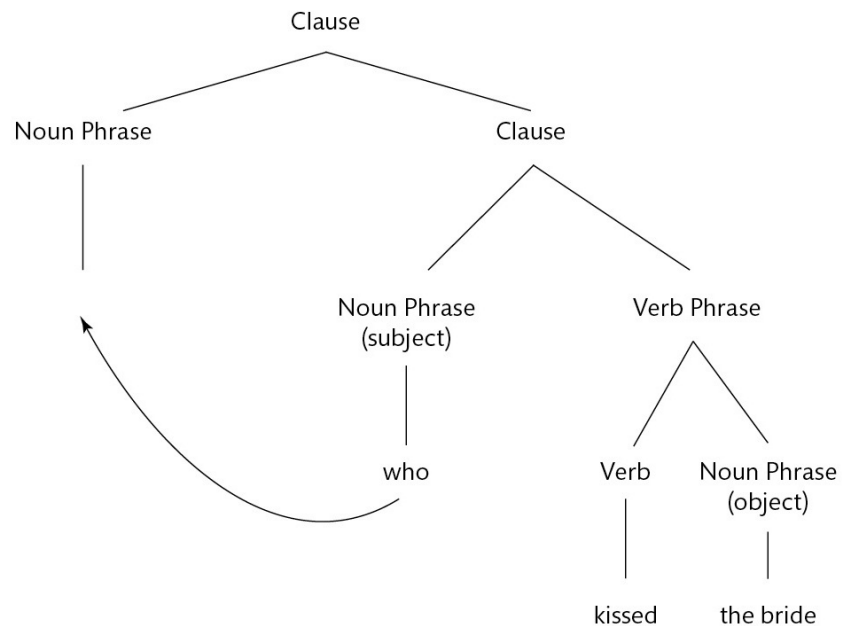 Clause
Noun Phrase Clause
Noun Phrase Verb Phrase
(subject)
who Verb Noun Phrase
(object)
kissed the bride